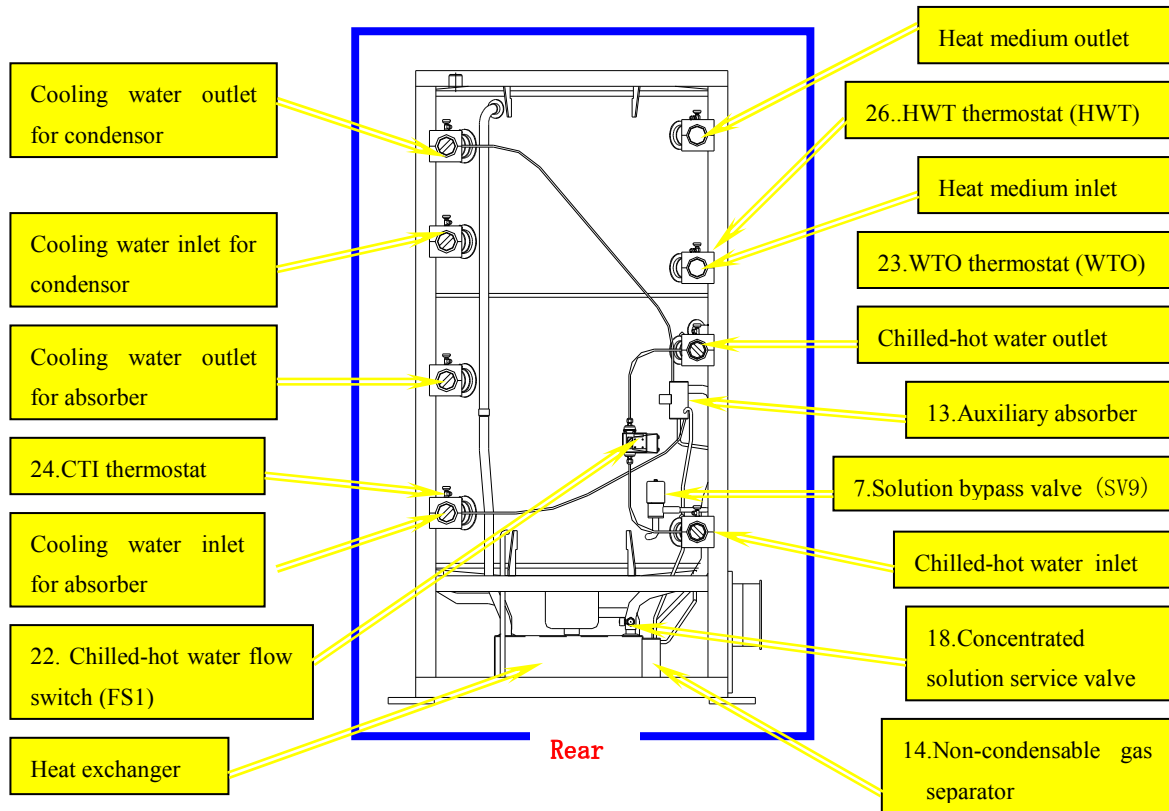 Cooling water outlet
for condensor
Cooling water inlet for
condensor
Cooling water outlet
for absorber
24.CTI thermostat
Cooling water inlet
for absorber
22. Chilled-hot water flow
switch (FS1)
Heat exchanger
Heat medium outlet
26..HWT thermostat (HWT)
Heat medium inlet
23.WTO thermostat (WTO)
Chilled-hot water outlet
13.Auxiliary absorber
7.Solution bypass valve（SV9）
Chilled-hot water inlet
18.Concentrated
solution service valve
14.Non-condensable gas
separator
Rear